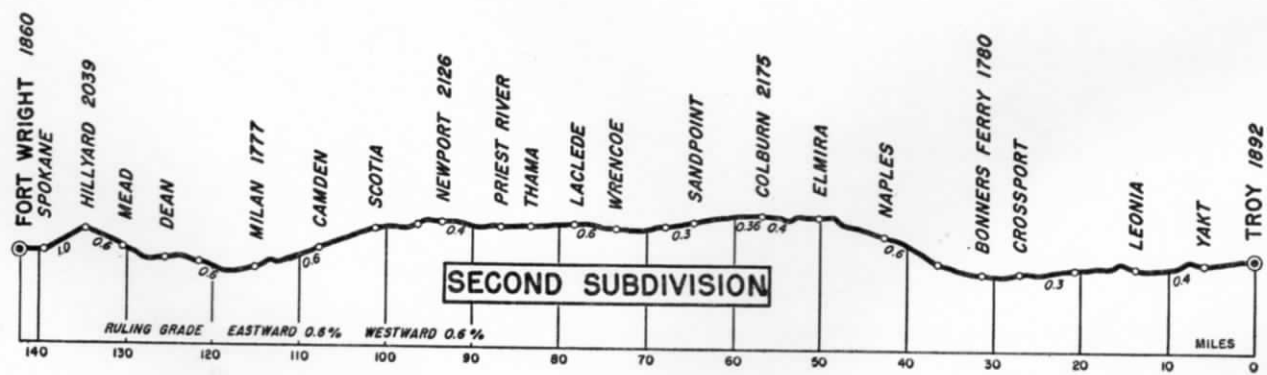 FORT WRIGHT 1860
SPOKANE
HILLYARD 2039
MEAD
DEAN
MILAN 1777
CAMDEN
SCOTIA
NEWPORT 2126
PRIEST RIVER
THAMA
LACLEDE
WRENCOE
SANDPOINT
COLBURN 2175
ELMIRA
NAPLES
BONNERS FERRY 1780
CROSSPORT
LEONIA
YAKT
TROY 1892
1.0 0.6 0.6 0.6 0.4 0.6 0.3 0.36 0.4 0.6 0.3 0.4
SECOND SUBDIVISION
RULING GRADE EASTWARD 0.6% WESTWARD 0.6%
MILES
140 130 120 110 100 90 80 70 60 50 40 30 20 10 0